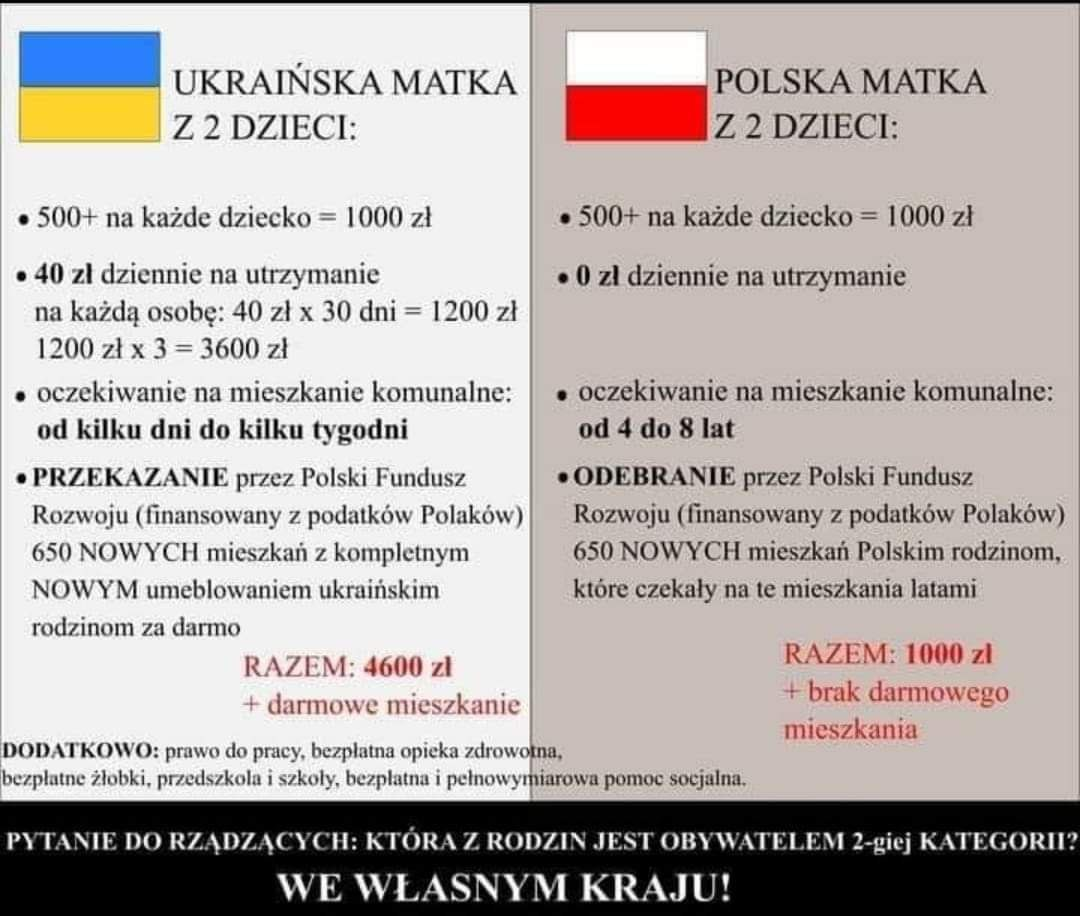 UKRAIŃSKA MATKA
Z 2 DZIECI:
• 500+ na każde dziecko = 1000 zł
• 40 zł dziennie na utrzymanie
na każdą osobę: 40 zł x 30 dni = 1200 zł
1200 zł x 3 = 3600 zł
• oczekiwanie na mieszkanie komunalne:
od kilku dni do kilku tygodni
• PRZEKAZANIE przez Polski Fundusz
Rozwoju (finansowany z podatków Polaków)
650 NOWYCH mieszkań z kompletnym
NOWYM umeblowaniem ukraińskim
rodzinom za darmo
RAZEM: 4600 zł
+ darmowe mieszkanie
POLSKA MATKA
Z 2 DZIECI:
• 500+ na każde dziecko = 1000 zł
• 0 zł dziennie na utrzymanie
• oczekiwanie na mieszkanie komunalne:
od 4 do 8 lat
• ODEBRANIE przez Polski Fundusz
Rozwoju (finansowany z podatków Polaków)
650 NOWYCH mieszkań Polskim rodzinom,
które czekały na te mieszkania latami
RAZEM: 1000 zł
+ brak darmowego
mieszkania
DODATKOWO: prawo do pracy, bezpłatna opieka zdrowotna,
bezpłatne żłobki, przedszkola i szkoły, bezpłatna i pełnowymiarowa pomoc socjalna.
PYTANIE DO RZĄDZĄCYCH: KTÓRA Z RODZIN JEST OBYWATELEM 2-giej KATEGORII?
WE WŁASNYM KRAJU!